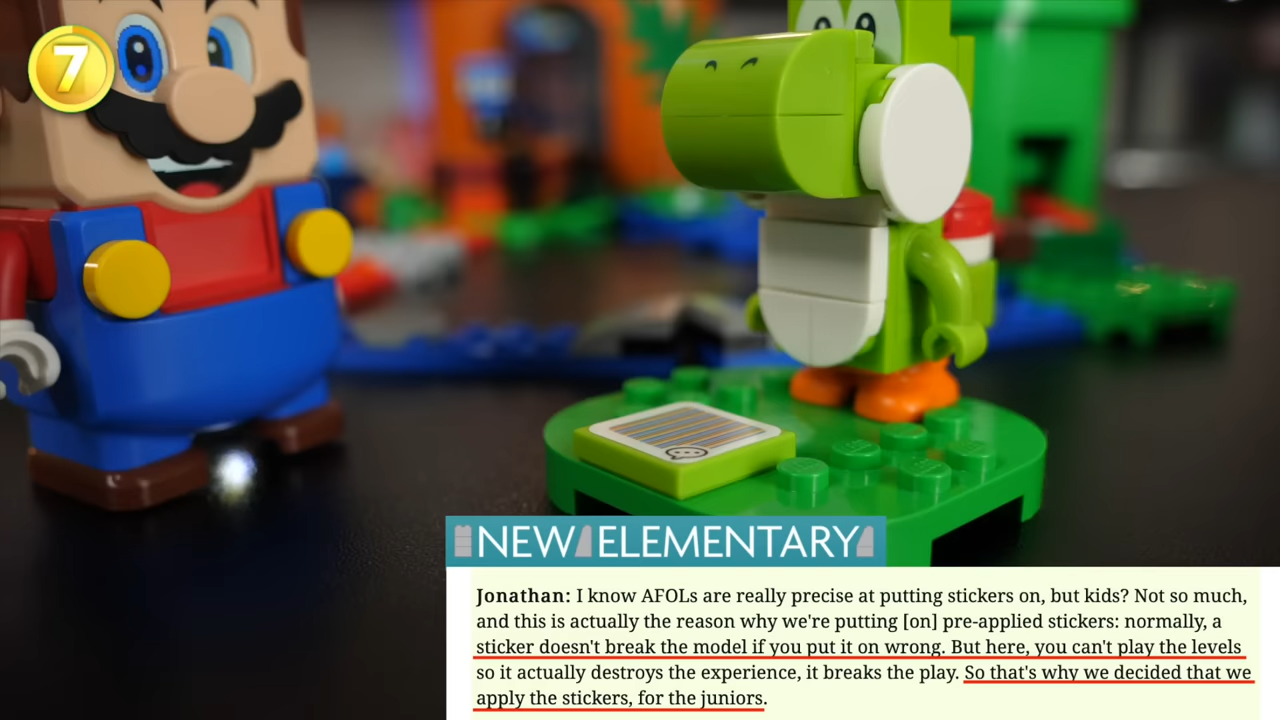 7
NEW ELEMENTARY
Jonathan: I know AFOLs are really precise at putting stickers on, but kids? Not so much,
and this is actually the reason why we're putting [on] pre-applied stickers: normally, a
sticker doesn't break the model if you put it on wrong. But here, you can't play the levels
so it actually destroys the experience, it breaks the play. So that's why we decided that we
apply the stickers, for the juniors.